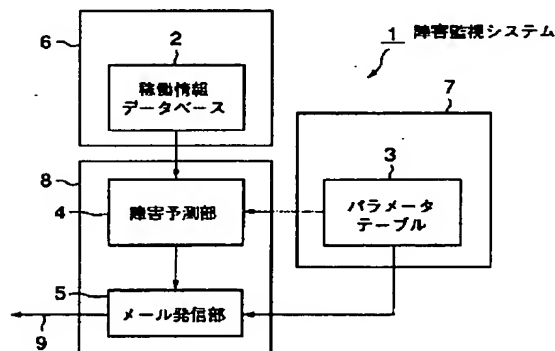 1 障害監視システム
6
2
稼働情報
データベース
7
8
3
4
障害予測部
パラメータ
テーブル
5
メール発信部
9